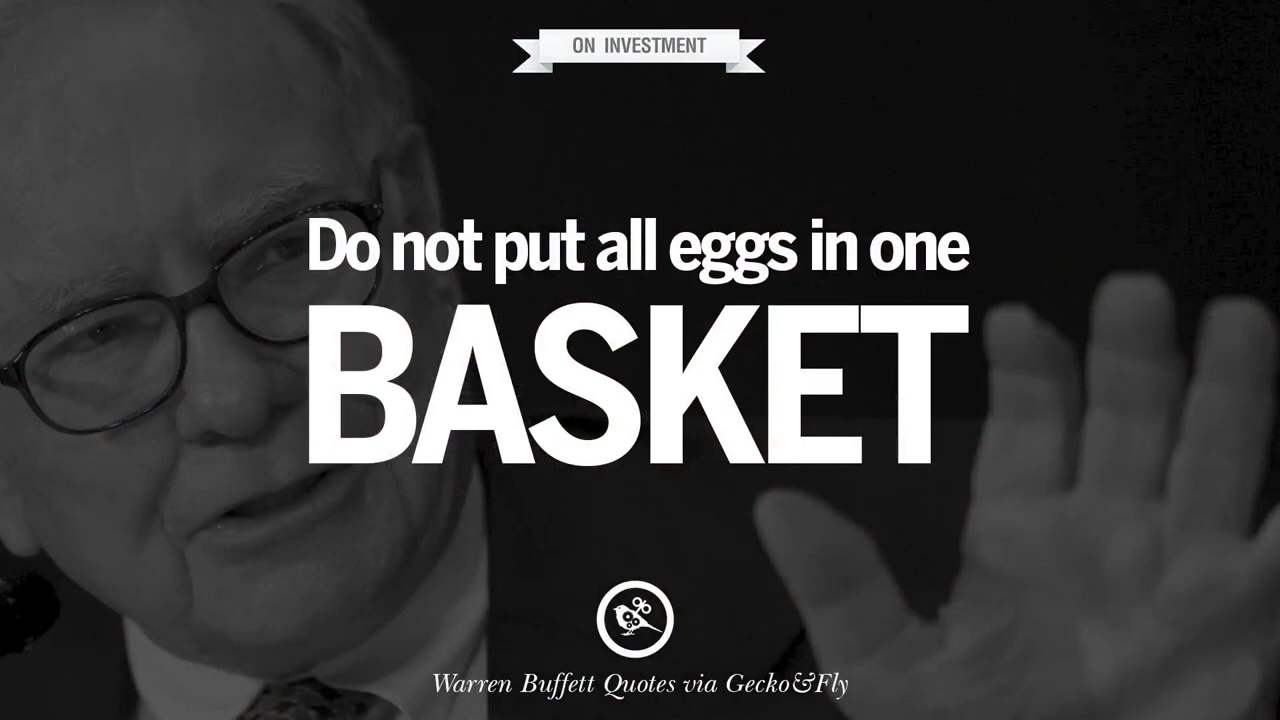 ON INVESTMENT
Do not put all eggs in one
BASKET
Warren Buffett Quotes via Gecko&Fly